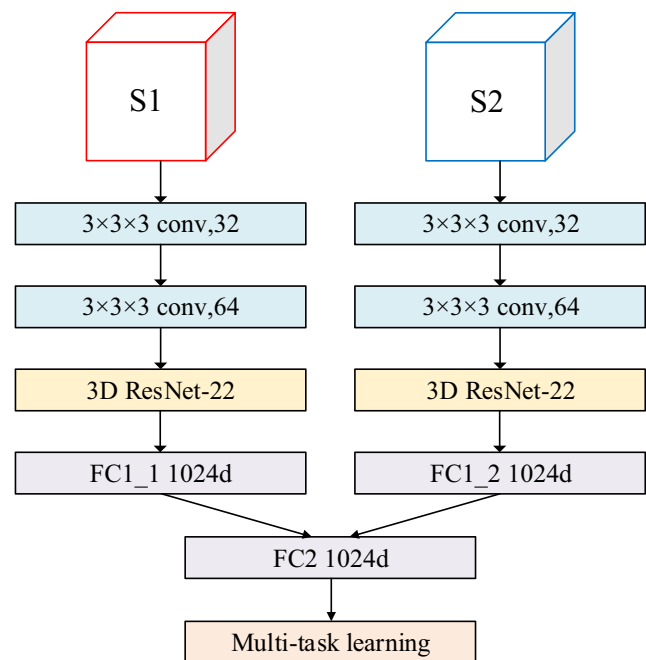 S1
S2
3×3×3 conv,32
3×3×3 conv,32
3×3×3 conv,64
3×3×3 conv,64
3D ResNet-22
3D ResNet-22
FC1_1 1024d
FC1_2 1024d
FC2 1024d
Multi-task learning